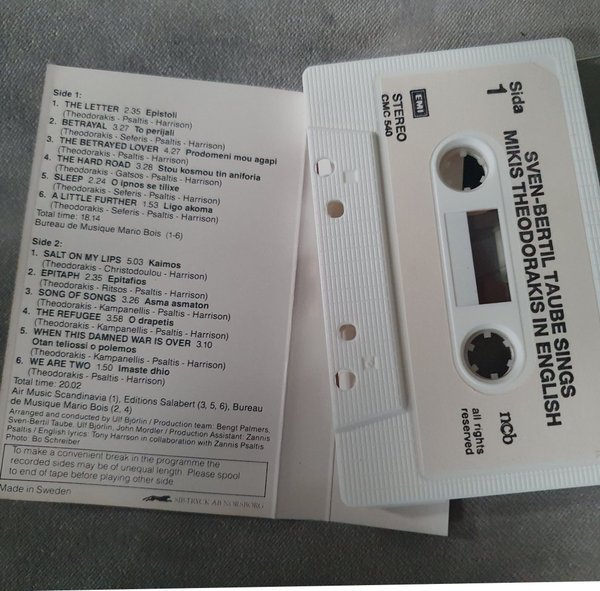 Side 1:
1. THE LETTER 2.35 Epistoli
(Theodorakis - Psaltis - Harrison)
2. BETRAYAL 3.27 To perijali
(Theodorakis - Seferis - Psaltis - Harrison)
3. THE BETRAYED LOVER 4.27 Prodomeni mou agapi
(Theodorakis - Psaltis - Harrison)
4. THE HARD ROAD 3.28 Stou kosmou tin aniforia
(Theodorakis - Gatsos - Psaltis - Harrison)
5. SLEEP 2.24 O ipnos se tilixe
(Theodorakis - Seferis - Psaltis - Harrison)
6. A LITTLE FURTHER 1.53 Ligo akoma
(Theodorakis - Seferis - Psaltis - Harrison)
Total time: 18.14
Bureau de Musique Mario Bois (1-6)
Side 2:
1. SALT ON MY LIPS 5.03 Kaimos
(Theodorakis - Christodoulou - Harrison)
2. EPITAPH 2.35 Epitafios
(Theodorakis - Ritsos - Psaltis - Harrison)
3. SONG OF SONGS 3.26 Asma asmaton
(Theodorakis - Kampanellis - Psaltis - Harrison)
4. THE REFUGEE 3.58 O drapetis
(Theodorakis - Kampanellis - Psaltis - Harrison)
5. WHEN THIS DAMNED WAR IS OVER 3.10
Otan teliossi o polemos
(Theodorakis - Kampanellis - Psaltis - Harrison)
6. WE ARE TWO 1.50 Imaste dhio
(Theodorakis - Psaltis - Harrison)
Total time: 20.02
Air Music Scandinavia (1), Editions Salabert (3, 5, 6), Bureau
de Musique Mario Bois (2, 4)
Arranged and conducted by Ulf Björlin / Production team: Bengt Palmers,
Sven-Bertil Taube, Ulf Björlin, John Mordler / Production Assistant: Zannis
Psaltis / English lyrics: Tony Harrison in collaboration with Zannis Psaltis
Photo: Bo Schreiber
To make a convenient break in the programme the
recorded sides may be of unequal length. Please spool
to end of tape before playing other side
Made in Sweden
AIR-TRYCK AB NORSBORG
Sida
1
EMI
STEREO
CMC 540
SVEN-BERTIL TAUBE SINGS
MIKIS THEODORAKIS IN ENGLISH
ncb
all rights
reserved